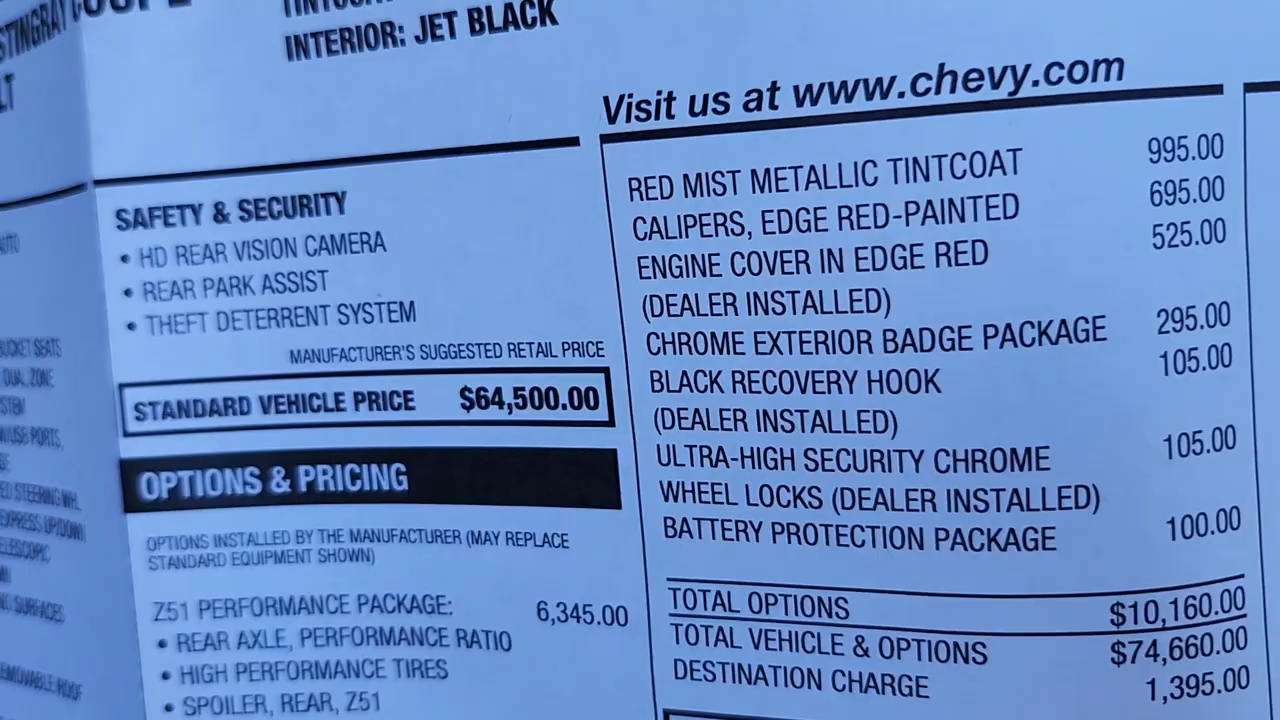 STINGRAY COUPE
LT
INTERIOR: JET BLACK
BUCKET SEATS
DUAL ZONE
SAFETY & SECURITY
• HD REAR VISION CAMERA
• REAR PARK ASSIST
• THEFT DETERRENT SYSTEM
MANUFACTURER'S SUGGESTED RETAIL PRICE
STANDARD VEHICLE PRICE $64,500.00
OPTIONS & PRICING
OPTIONS INSTALLED BY THE MANUFACTURER (MAY REPLACE
STANDARD EQUIPMENT SHOWN)
Z51 PERFORMANCE PACKAGE: 6,345.00
• REAR AXLE, PERFORMANCE RATIO
• HIGH PERFORMANCE TIRES
• SPOILER, REAR, Z51
Visit us at www.chevy.com
RED MIST METALLIC TINTCOAT 995.00
CALIPERS, EDGE RED-PAINTED 695.00
ENGINE COVER IN EDGE RED 525.00
(DEALER INSTALLED)
CHROME EXTERIOR BADGE PACKAGE 295.00
BLACK RECOVERY HOOK 105.00
(DEALER INSTALLED)
ULTRA-HIGH SECURITY CHROME 105.00
WHEEL LOCKS (DEALER INSTALLED)
BATTERY PROTECTION PACKAGE 100.00
TOTAL OPTIONS $10,160.00
TOTAL VEHICLE & OPTIONS $74,660.00
DESTINATION CHARGE 1,395.00